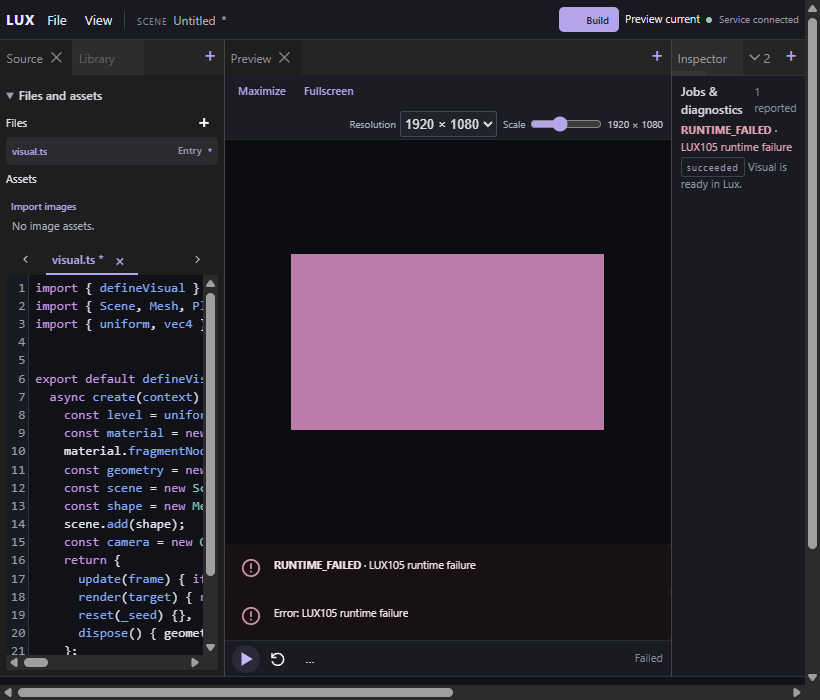 LUX File View SCENE Untitled * Build Preview current Service connected
Source Library + Preview + Inspector 2 +
Files and assets
Files +
visual.ts Entry *
Assets
Import images
No image assets.
visual.ts *
1 import { defineVisual }
2 import { Scene, Mesh, Pl
3 import { uniform, vec4 }
4
5
6 export default defineVis
7 async create(context)
8 const level = unifor
9 const material = new
10 material.fragmentNod
11 const geometry = new
12 const scene = new Sc
13 const shape = new Me
14 scene.add(shape);
15 const camera = new O
16 return {
17 update(frame) { if
18 render(target) { r
19 reset(_seed) {},
20 dispose() { geomet
21 };
Maximize Fullscreen
Resolution 1920 × 1080 Scale 1920 × 1080
RUNTIME_FAILED · LUX105 runtime failure
Error: LUX105 runtime failure
... Failed
Jobs & diagnostics
1 reported
RUNTIME_FAILED ·
LUX105 runtime failure
succeeded Visual is
ready in Lux.